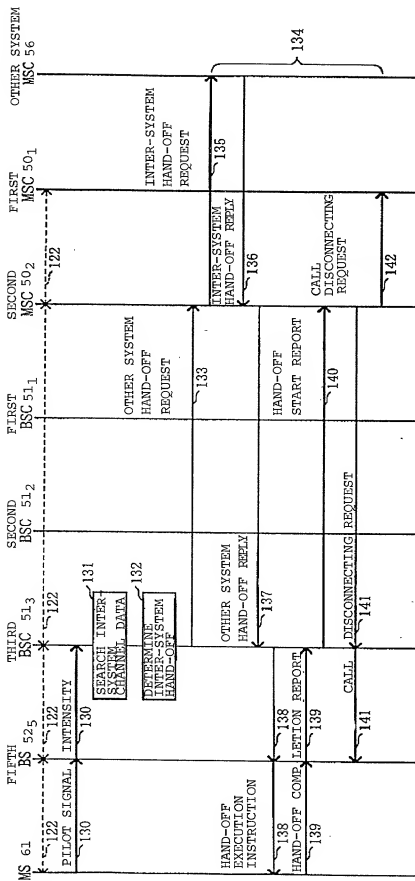 MS 61
FIFTH
BS 52₅
THIRD
BSC 51₃
SECOND
BSC 51₂
FIRST
BSC 51₁
SECOND
MSC 50₂
FIRST
MSC 50₁
OTHER SYSTEM
MSC 56
122
122
122
122
PILOT SIGNAL INTENSITY
130
130
131
SEARCH INTER-
SYSTEM
CHANNEL DATA
132
DETERMINE
INTER-SYSTEM
HAND-OFF
OTHER SYSTEM
HAND-OFF
REQUEST
133
134
INTER-SYSTEM
HAND-OFF
REQUEST
135
INTER-SYSTEM
HAND-OFF REPLY
136
OTHER SYSTEM
HAND-OFF REPLY
137
HAND-OFF
EXECUTION
INSTRUCTION
138
138
HAND-OFF COMPLETION REPORT
139
139
HAND-OFF
START REPORT
140
CALL DISCONNECTING REQUEST
141
141
CALL
DISCONNECTING
REQUEST
142